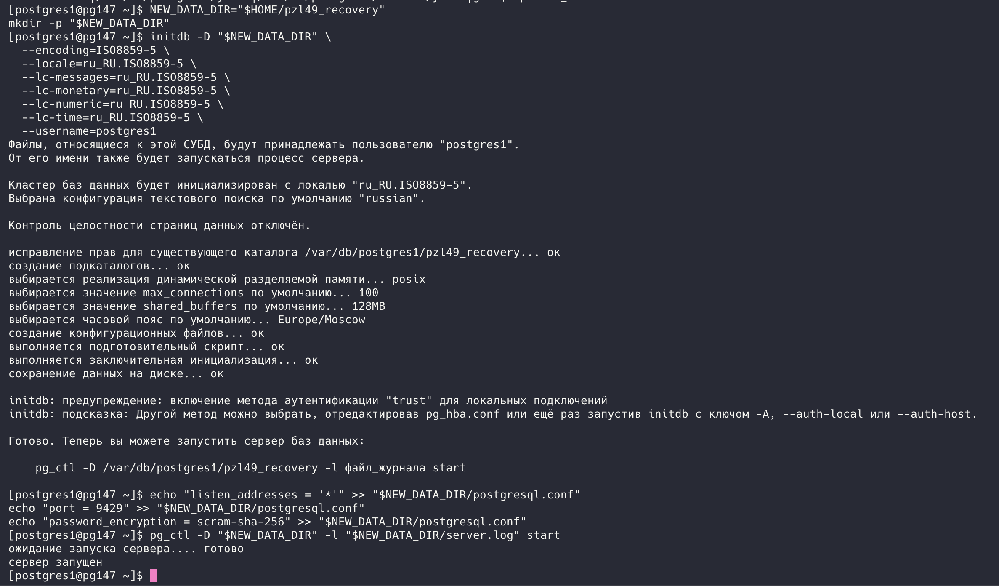 [postgres1@pg147 ~]$ NEW_DATA_DIR="$HOME/pzl49_recovery"
mkdir -p "$NEW_DATA_DIR"
[postgres1@pg147 ~]$ initdb -D "$NEW_DATA_DIR" \
  --encoding=ISO8859-5 \
  --locale=ru_RU.ISO8859-5 \
  --lc-messages=ru_RU.ISO8859-5 \
  --lc-monetary=ru_RU.ISO8859-5 \
  --lc-numeric=ru_RU.ISO8859-5 \
  --lc-time=ru_RU.ISO8859-5 \
  --username=postgres1
Файлы, относящиеся к этой СУБД, будут принадлежать пользователю "postgres1".
От его имени также будет запускаться процесс сервера.

Кластер баз данных будет инициализирован с локалью "ru_RU.ISO8859-5".
Выбрана конфигурация текстового поиска по умолчанию "russian".

Контроль целостности страниц данных отключён.

исправление прав для существующего каталога /var/db/postgres1/pzl49_recovery... ок
создание подкаталогов... ок
выбирается реализация динамической разделяемой памяти... posix
выбирается значение max_connections по умолчанию... 100
выбирается значение shared_buffers по умолчанию... 128MB
выбирается часовой пояс по умолчанию... Europe/Moscow
создание конфигурационных файлов... ок
выполняется подготовительный скрипт... ок
выполняется заключительная инициализация... ок
сохранение данных на диске... ок

initdb: предупреждение: включение метода аутентификации "trust" для локальных подключений
initdb: подсказка: Другой метод можно выбрать, отредактировав pg_hba.conf или ещё раз запустив initdb с ключом -A, --auth-local или --auth-host.

Готово. Теперь вы можете запустить сервер баз данных:

    pg_ctl -D /var/db/postgres1/pzl49_recovery -l файл_журнала start

[postgres1@pg147 ~]$ echo "listen_addresses = '*'" >> "$NEW_DATA_DIR/postgresql.conf"
echo "port = 9429" >> "$NEW_DATA_DIR/postgresql.conf"
echo "password_encryption = scram-sha-256" >> "$NEW_DATA_DIR/postgresql.conf"
[postgres1@pg147 ~]$ pg_ctl -D "$NEW_DATA_DIR" -l "$NEW_DATA_DIR/server.log" start
ожидание запуска сервера.... готово
сервер запущен
[postgres1@pg147 ~]$